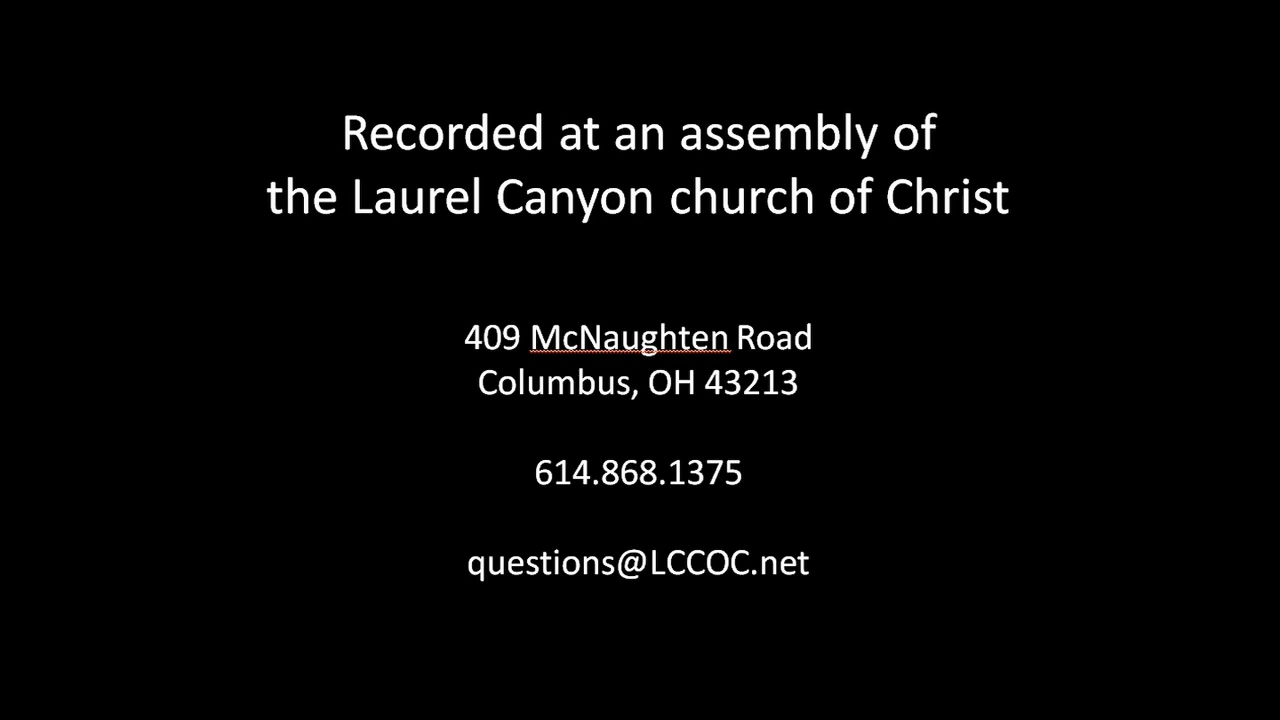 Recorded at an assembly of
the Laurel Canyon church of Christ
409 McNaughten Road
Columbus, OH 43213
614.868.1375
questions@LCCOC.net